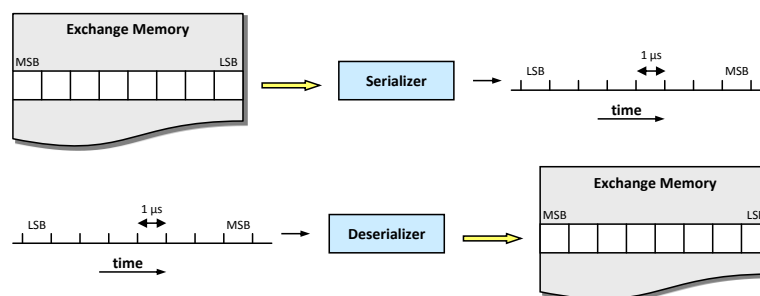 Exchange Memory
MSB LSB
Serializer
1 µs
LSB MSB
time
Exchange Memory
MSB LSB
1 µs
LSB MSB
Deserializer
time